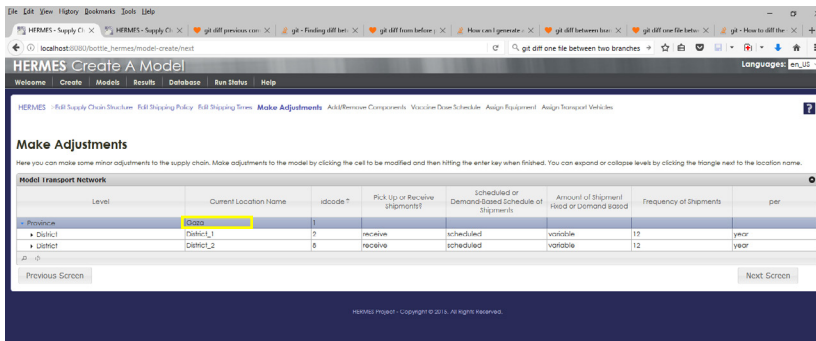 File Edit View History Bookmarks Tools Help
HERMES - Supply Ch HERMES - Supply Ch git diff previous com git - Finding diff bet git diff from before How can I generate a git diff between bran git diff one file betw git - How to diff the
localhost:8080/bottle_hermes/model-create/next git diff one file between two branches
HERMES Create A Model Languages: en_US
Welcome Create Models Results Database Run Status Help
HERMES Edit Supply Chain Structure Edit Shipping Policy Edit Shipping Times Make Adjustments Add/Remove Components Vaccine Dose Schedule Assign Equipment Assign Transport Vehicles ?
Make Adjustments
Here you can make some minor adjustments to the supply chain. Make adjustments to the model by clicking the cell to be modified and then hitting the enter key when finished. You can expand or collapse levels by clicking the triangle next to the location name.
Model Transport Network
Level Current Location Name idcode Pick Up or Receive Shipments? Scheduled or Demand-Based Schedule of Shipments Amount of Shipment Fixed or Demand Based Frequency of Shipments per
Province Gaza 1
District District_1 2 receive scheduled variable 12 year
District District_2 8 receive scheduled variable 12 year
Previous Screen Next Screen
HERMES Project - Copyright © 2016. All Rights Reserved.